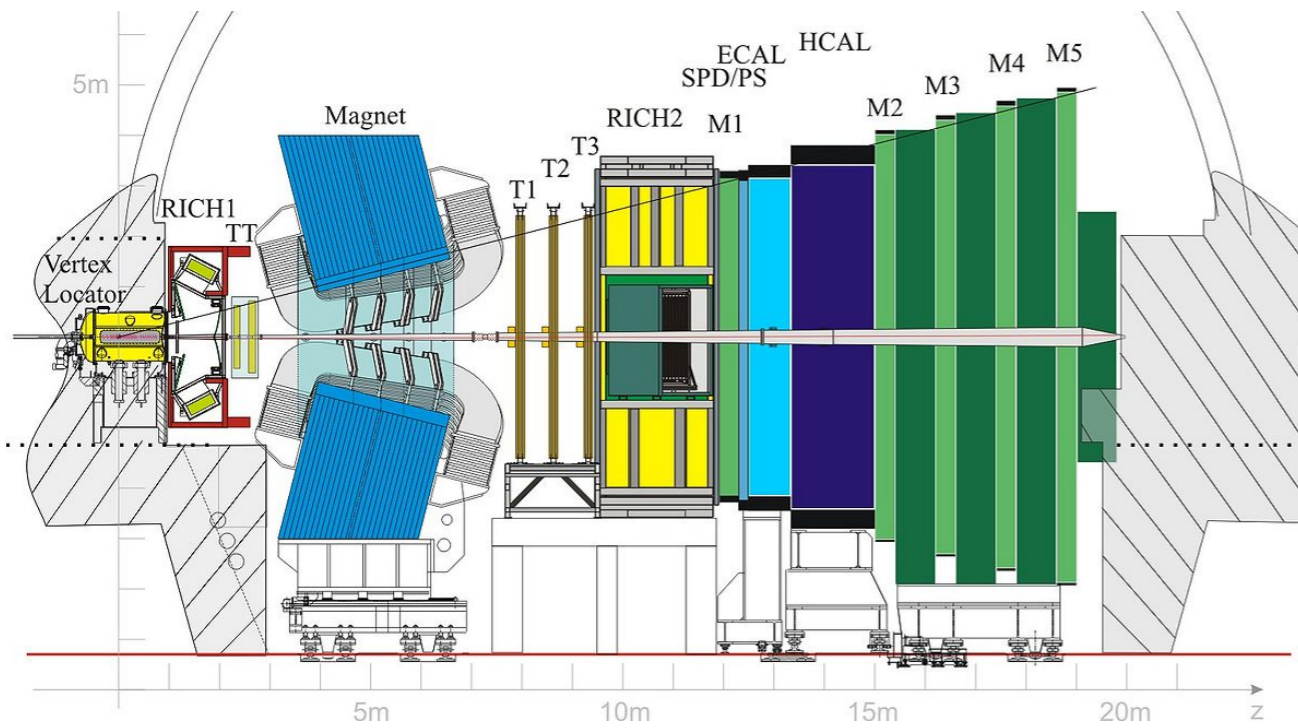 5m
ECAL
HCAL
SPD/PS
M5
M4
M3
M2
M1
Magnet
RICH2
T3
T2
T1
RICH1
TT
Vertex
Locator
5m
10m
15m
20m
z